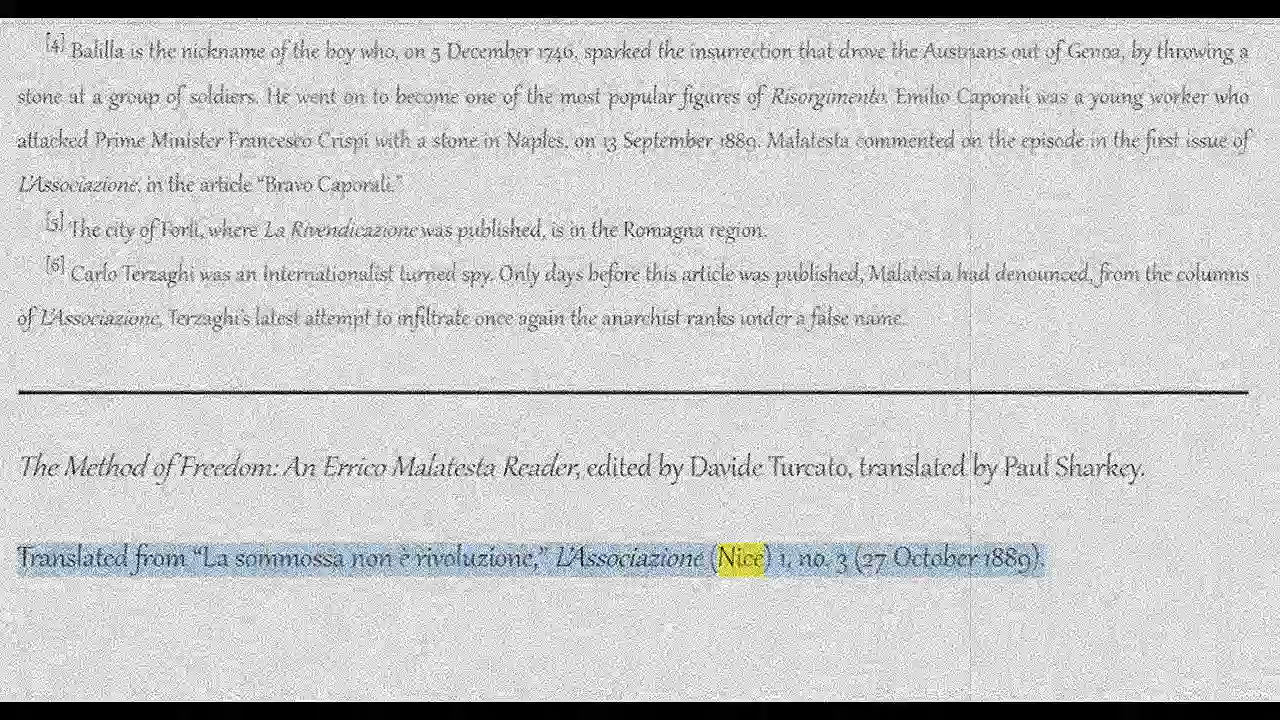 [4] Balilla is the nickname of the boy who, on 5 December 1746, sparked the insurrection that drove the Austrians out of Genoa, by throwing a
stone at a group of soldiers. He went on to become one of the most popular figures of Risorgimento. Emilio Caporali was a young worker who
attacked Prime Minister Francesco Crispi with a stone in Naples, on 13 September 1889. Malatesta commented on the episode in the first issue of
L’Associazione, in the article “Bravo Caporali.”
[5] The city of Forlì, where La Rivendicazione was published, is in the Romagna region.
[6] Carlo Terzaghi was an Internationalist turned spy. Only days before this article was published, Malatesta had denounced, from the columns
of L’Associazione, Terzaghi’s latest attempt to infiltrate once again the anarchist ranks under a false name.
The Method of Freedom: An Errico Malatesta Reader, edited by Davide Turcato, translated by Paul Sharkey.
Translated from “La sommossa non è rivoluzione,” L’Associazione (Nice) 1, no. 3 (27 October 1889).